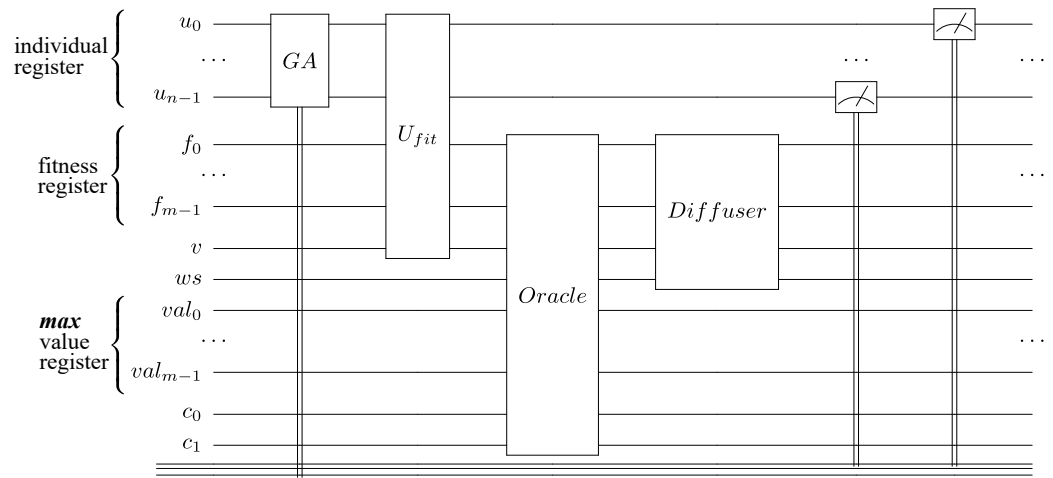 individual
register
u_0
. . .
u_{n-1}
GA
U_{fit}
. . .
. . .
fitness
register
f_0
. . .
f_{m-1}
v
ws
Oracle
Diffuser
. . .
max
value
register
val_0
. . .
val_{m-1}
. . .
c_0
c_1